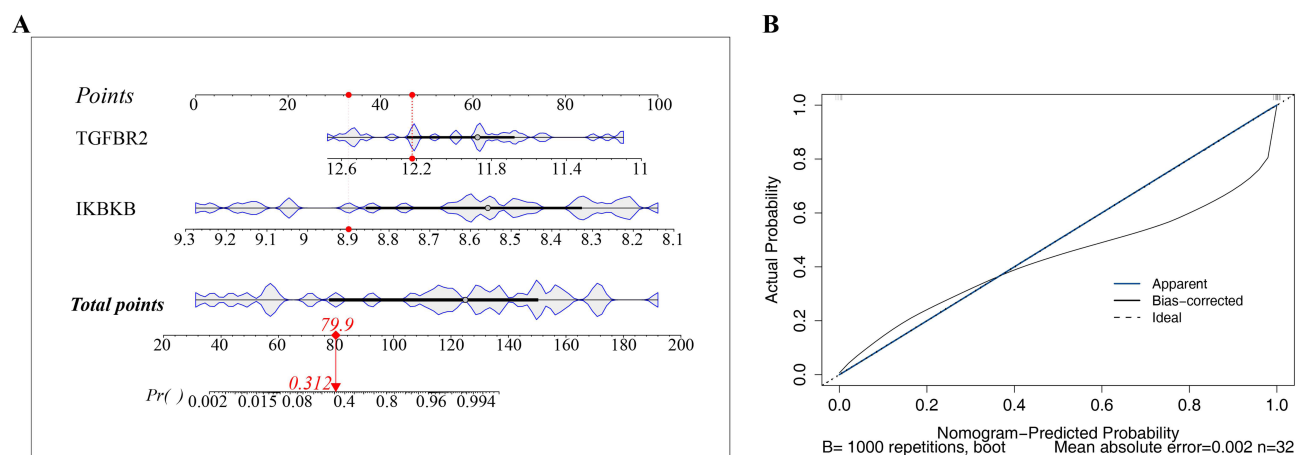 A
Points
0 20 40 60 80 100
TGFBR2
12.6 12.2 11.8 11.4 11
IKBKB
9.3 9.2 9.1 9 8.9 8.8 8.7 8.6 8.5 8.4 8.3 8.2 8.1
Total points
79.9
20 40 60 80 100 120 140 160 180 200
0.312
Pr( )
0.002 0.015 0.08 0.4 0.8 0.96 0.994
B
Actual Probability
1.0
0.8
0.6
0.4
0.2
0.0
Apparent
Bias-corrected
Ideal
0.0 0.2 0.4 0.6 0.8 1.0
Nomogram-Predicted Probability
B= 1000 repetitions, boot Mean absolute error=0.002 n=32